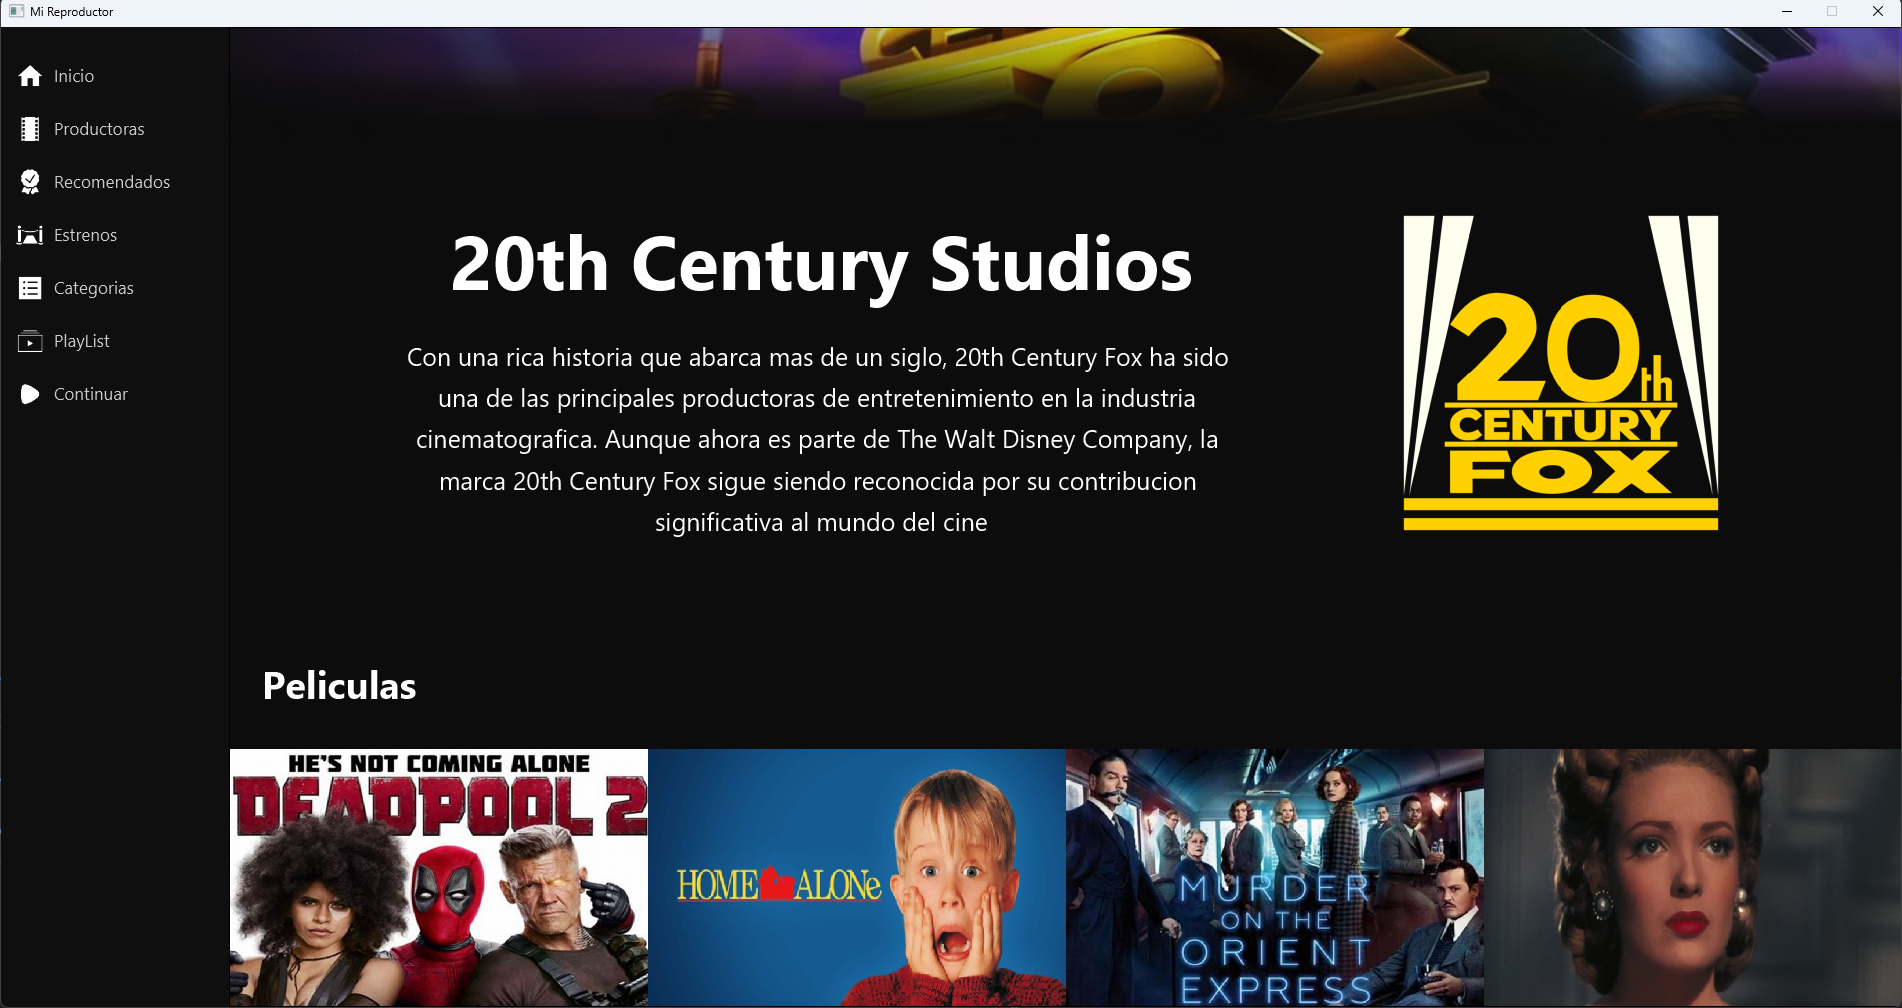 Mi Reproductor
Inicio
Productoras
Recomendados
Estrenos
Categorias
PlayList
Continuar
FOX
20th Century Studios
Con una rica historia que abarca mas de un siglo, 20th Century Fox ha sido
una de las principales productoras de entretenimiento en la industria
cinematografica. Aunque ahora es parte de The Walt Disney Company, la
marca 20th Century Fox sigue siendo reconocida por su contribucion
significativa al mundo del cine
20th
CENTURY
FOX
Peliculas
HE'S NOT COMING ALONE
DEADPOOL 2
HOME ALONe
MURDER
ON THE
ORIENT
EXPRESS